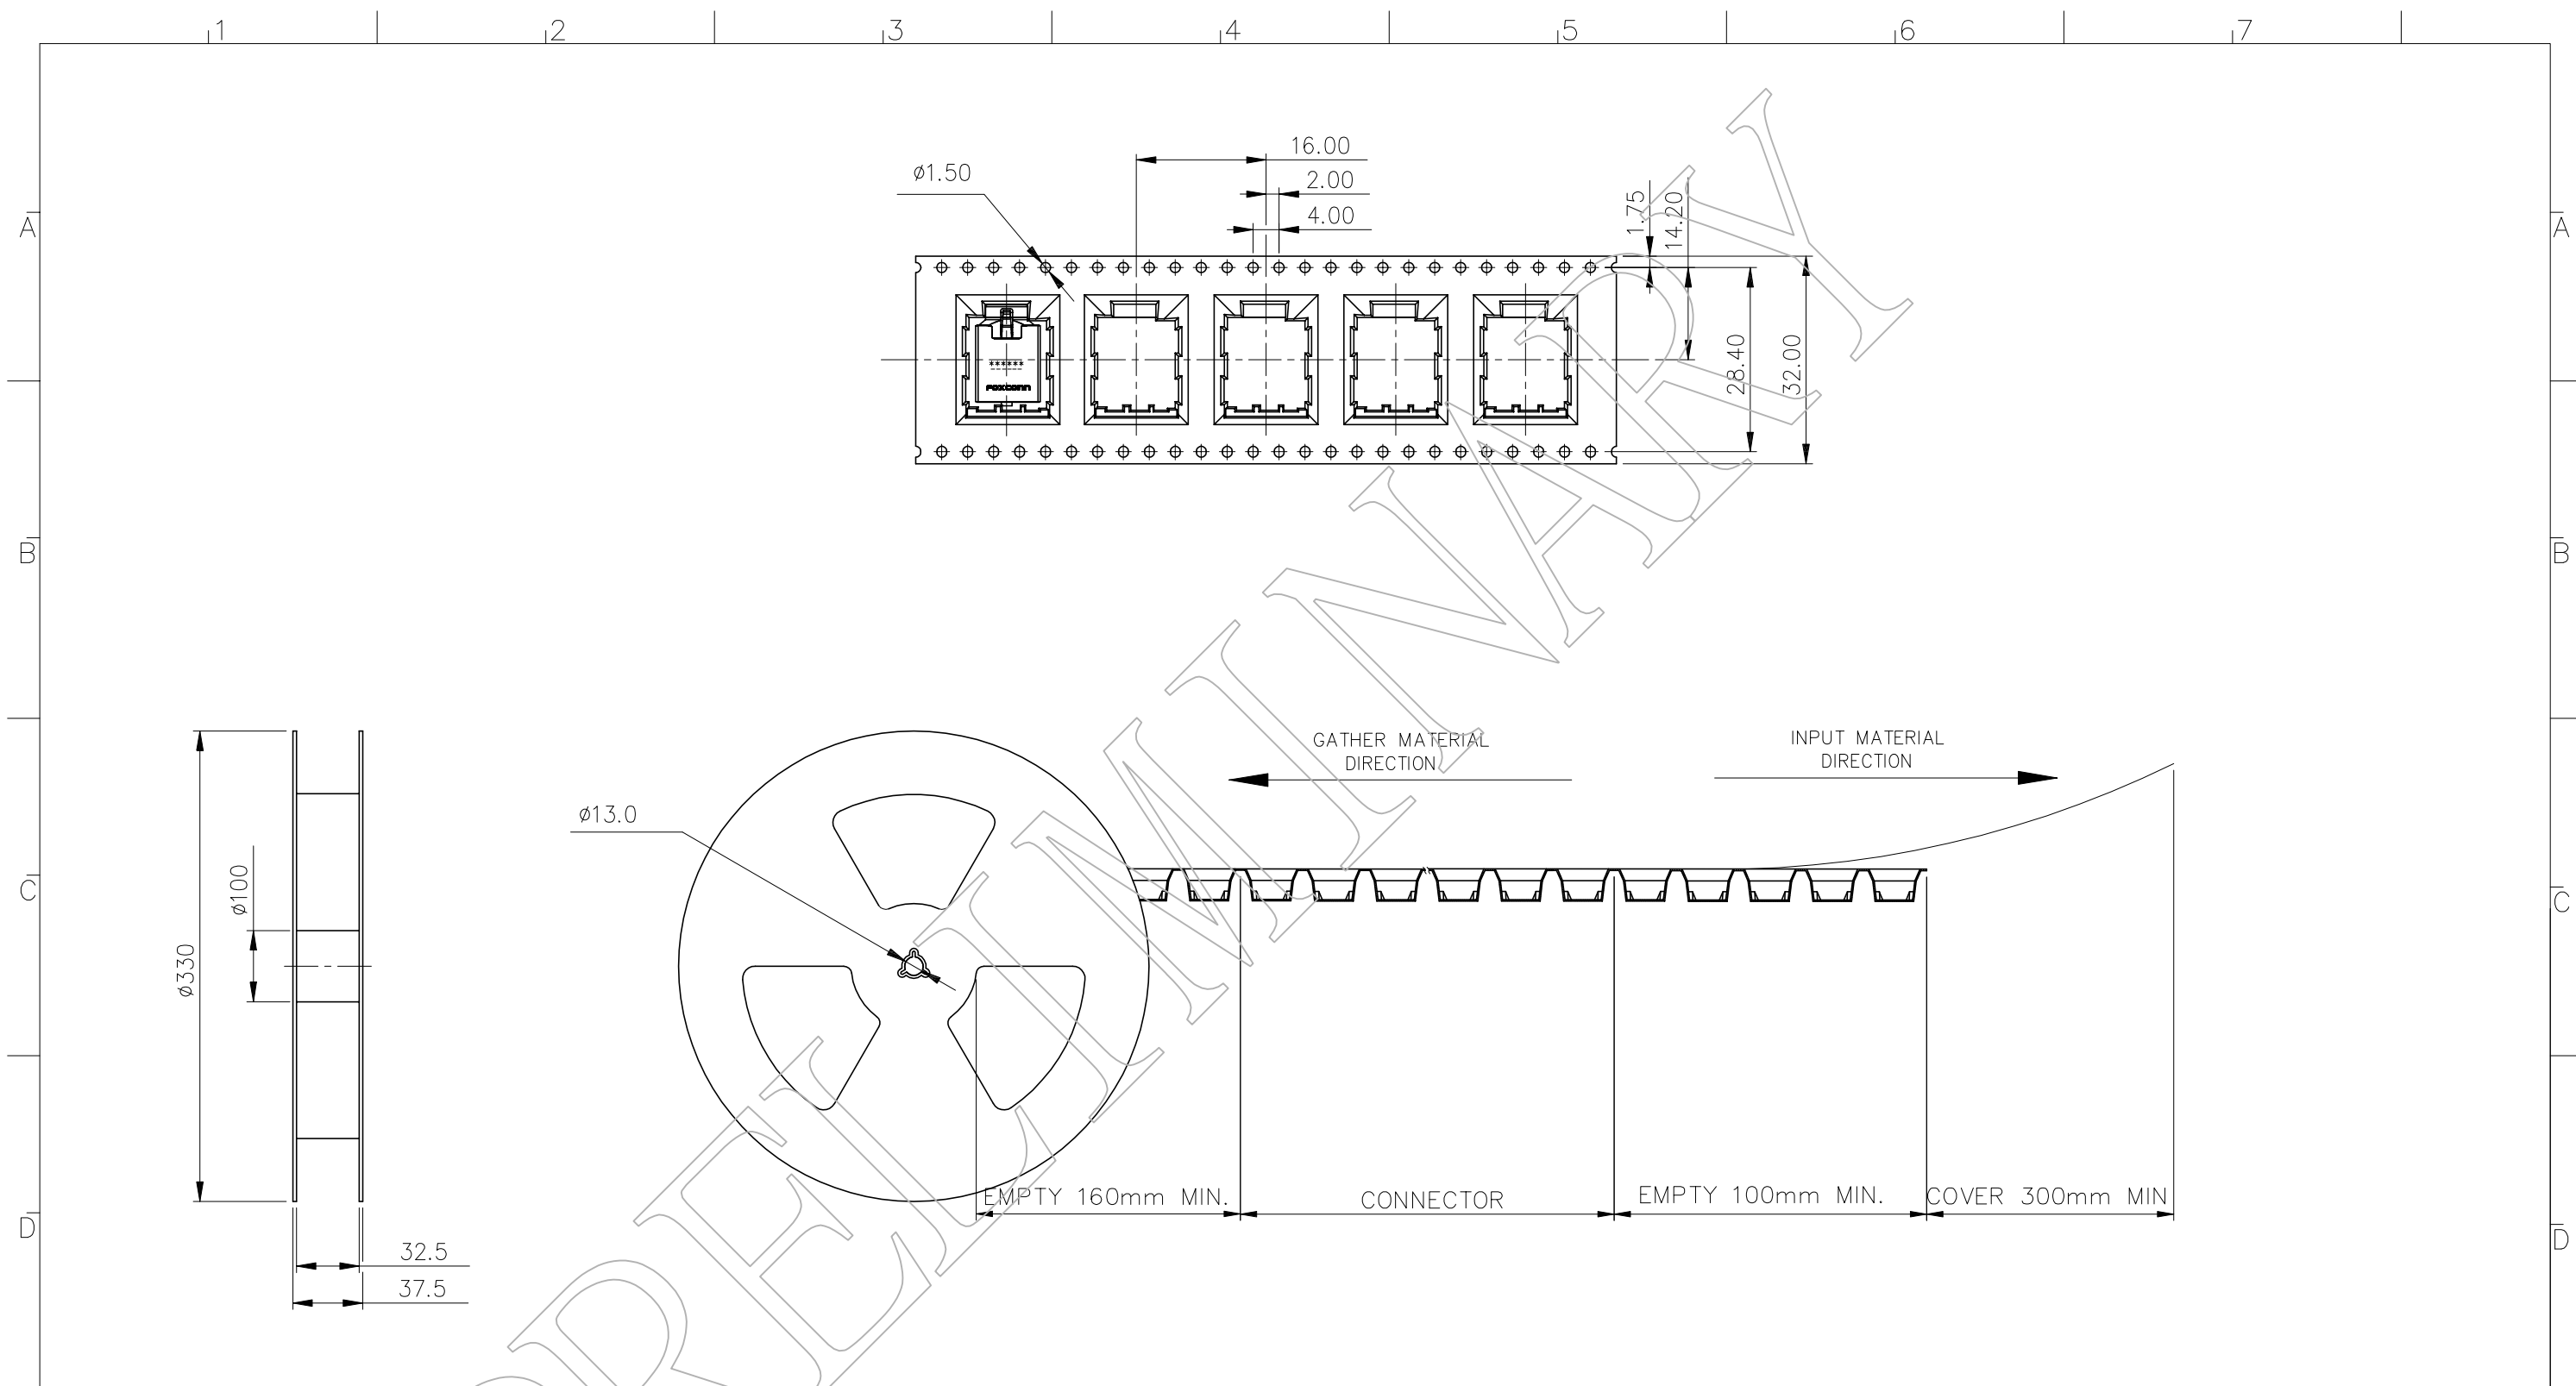 1 2 3 4 5 6 7
A A
B B
C C
D D
16.00
2.00
4.00
ø1.50
1.75
14.20
28.40
32.00
******
FOXCONN
GATHER MATERIAL
DIRECTION
INPUT MATERIAL
DIRECTION
ø13.0
ø100
ø330
32.5
37.5
EMPTY 160mm MIN.
CONNECTOR
EMPTY 100mm MIN.
COVER 300mm MIN
PRELIMINARY